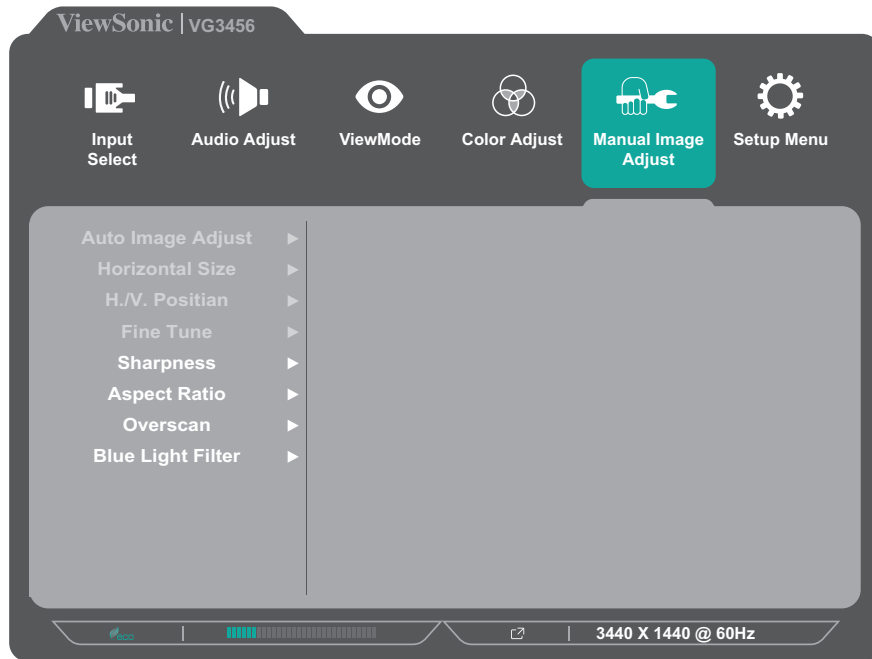 ViewSonic | VG3456
Input Select
Audio Adjust
ViewMode
Color Adjust
Manual Image Adjust
Setup Menu
Auto Image Adjust
Horizontal Size
H./V. Positian
Fine Tune
Sharpness
Aspect Ratio
Overscan
Blue Light Filter
eco
3440 X 1440 @ 60Hz